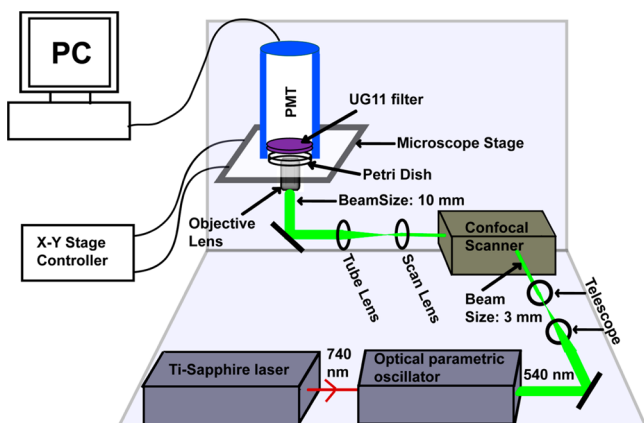 PC
PMT
UG11 filter
Microscope Stage
Petri Dish
BeamSize: 10 mm
Objective
Lens
X-Y Stage
Controller
Tube Lens
Scan Lens
Confocal
Scanner
Beam
Size: 3 mm
Telescope
Ti-Sapphire laser
740
nm
Optical parametric
oscillator
540 nm